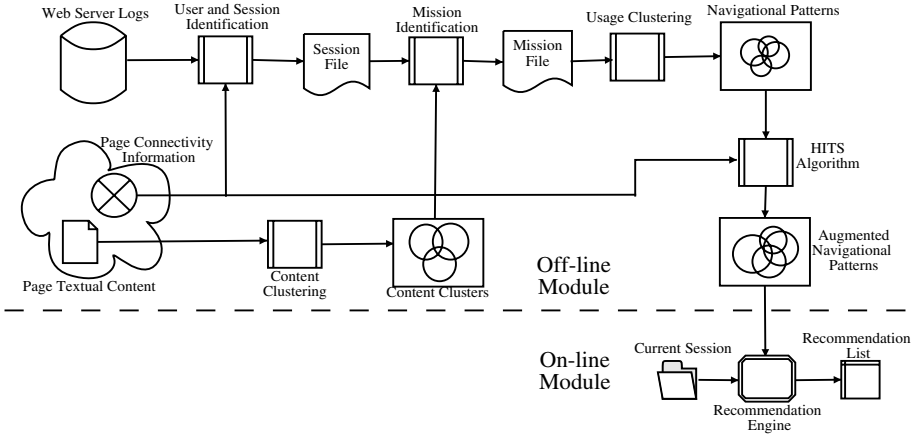 Web Server Logs
User and Session
Identification
Session
File
Mission
Identification
Mission
File
Usage Clustering
Navigational Patterns
Page Connectivity
Information
HITS
Algorithm
Page Textual Content
Content
Clustering
Content Clusters
Augmented
Navigational
Patterns
Off-line
Module
On-line
Module
Current Session
Recommendation
Engine
Recommendation
List